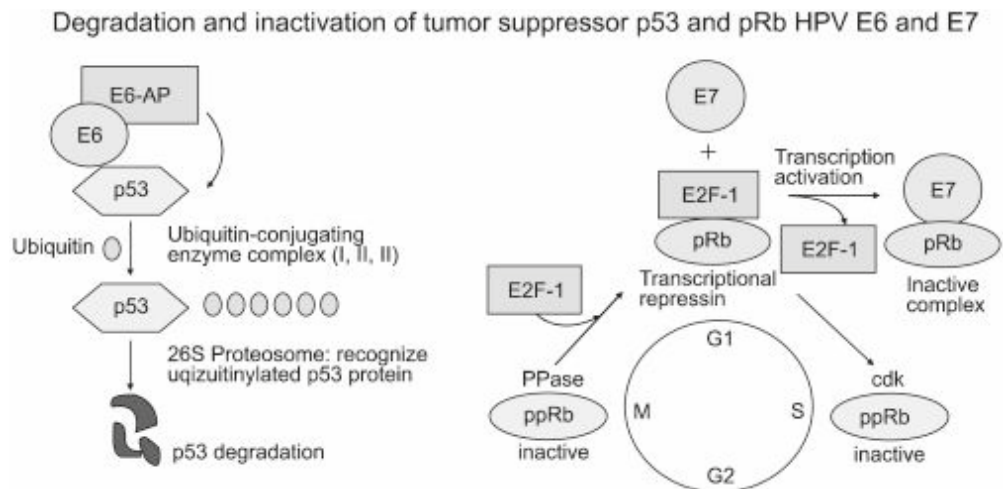 Degradation and inactivation of tumor suppressor p53 and pRb HPV E6 and E7
E6-AP
E6
p53
Ubiquitin
Ubiquitin-conjugating
enzyme complex (I, II, II)
p53
26S Proteosome: recognize
uqizuitinylated p53 protein
p53 degradation
E7
+
E2F-1
pRb
Transcriptional
repressin
Transcription
activation
E2F-1
E7
pRb
Inactive
complex
E2F-1
PPase
ppRb
inactive
G1
M
S
G2
cdk
ppRb
inactive